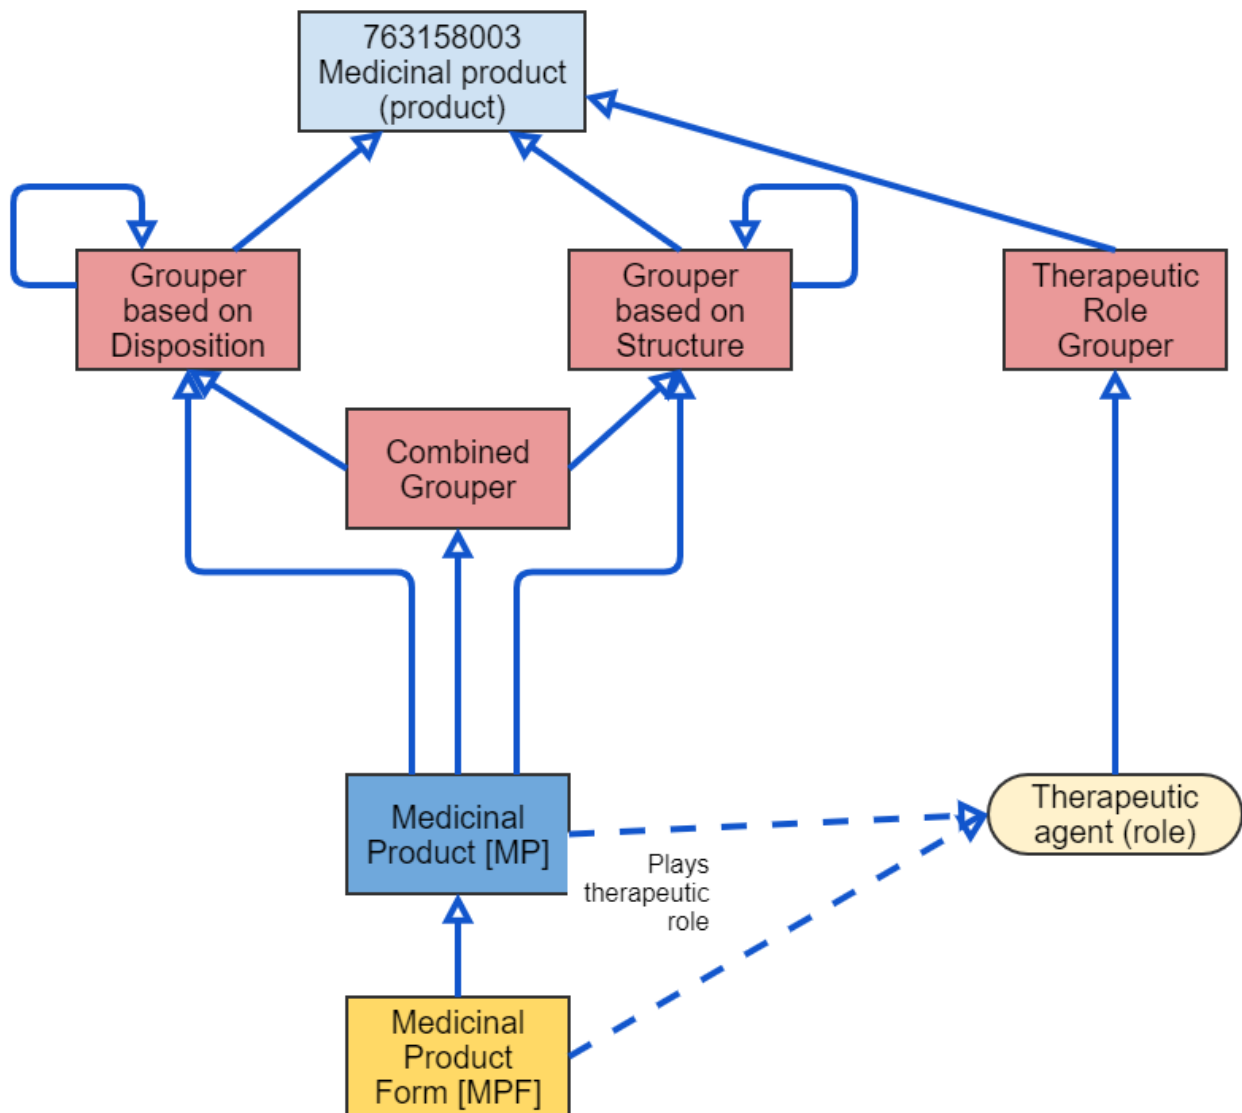 763158003
Medicinal product
(product)
Grouper
based on
Disposition
Grouper
based on
Structure
Therapeutic
Role
Grouper
Combined
Grouper
Medicinal
Product [MP]
Therapeutic
agent (role)
Plays
therapeutic
role
Medicinal
Product
Form [MPF]